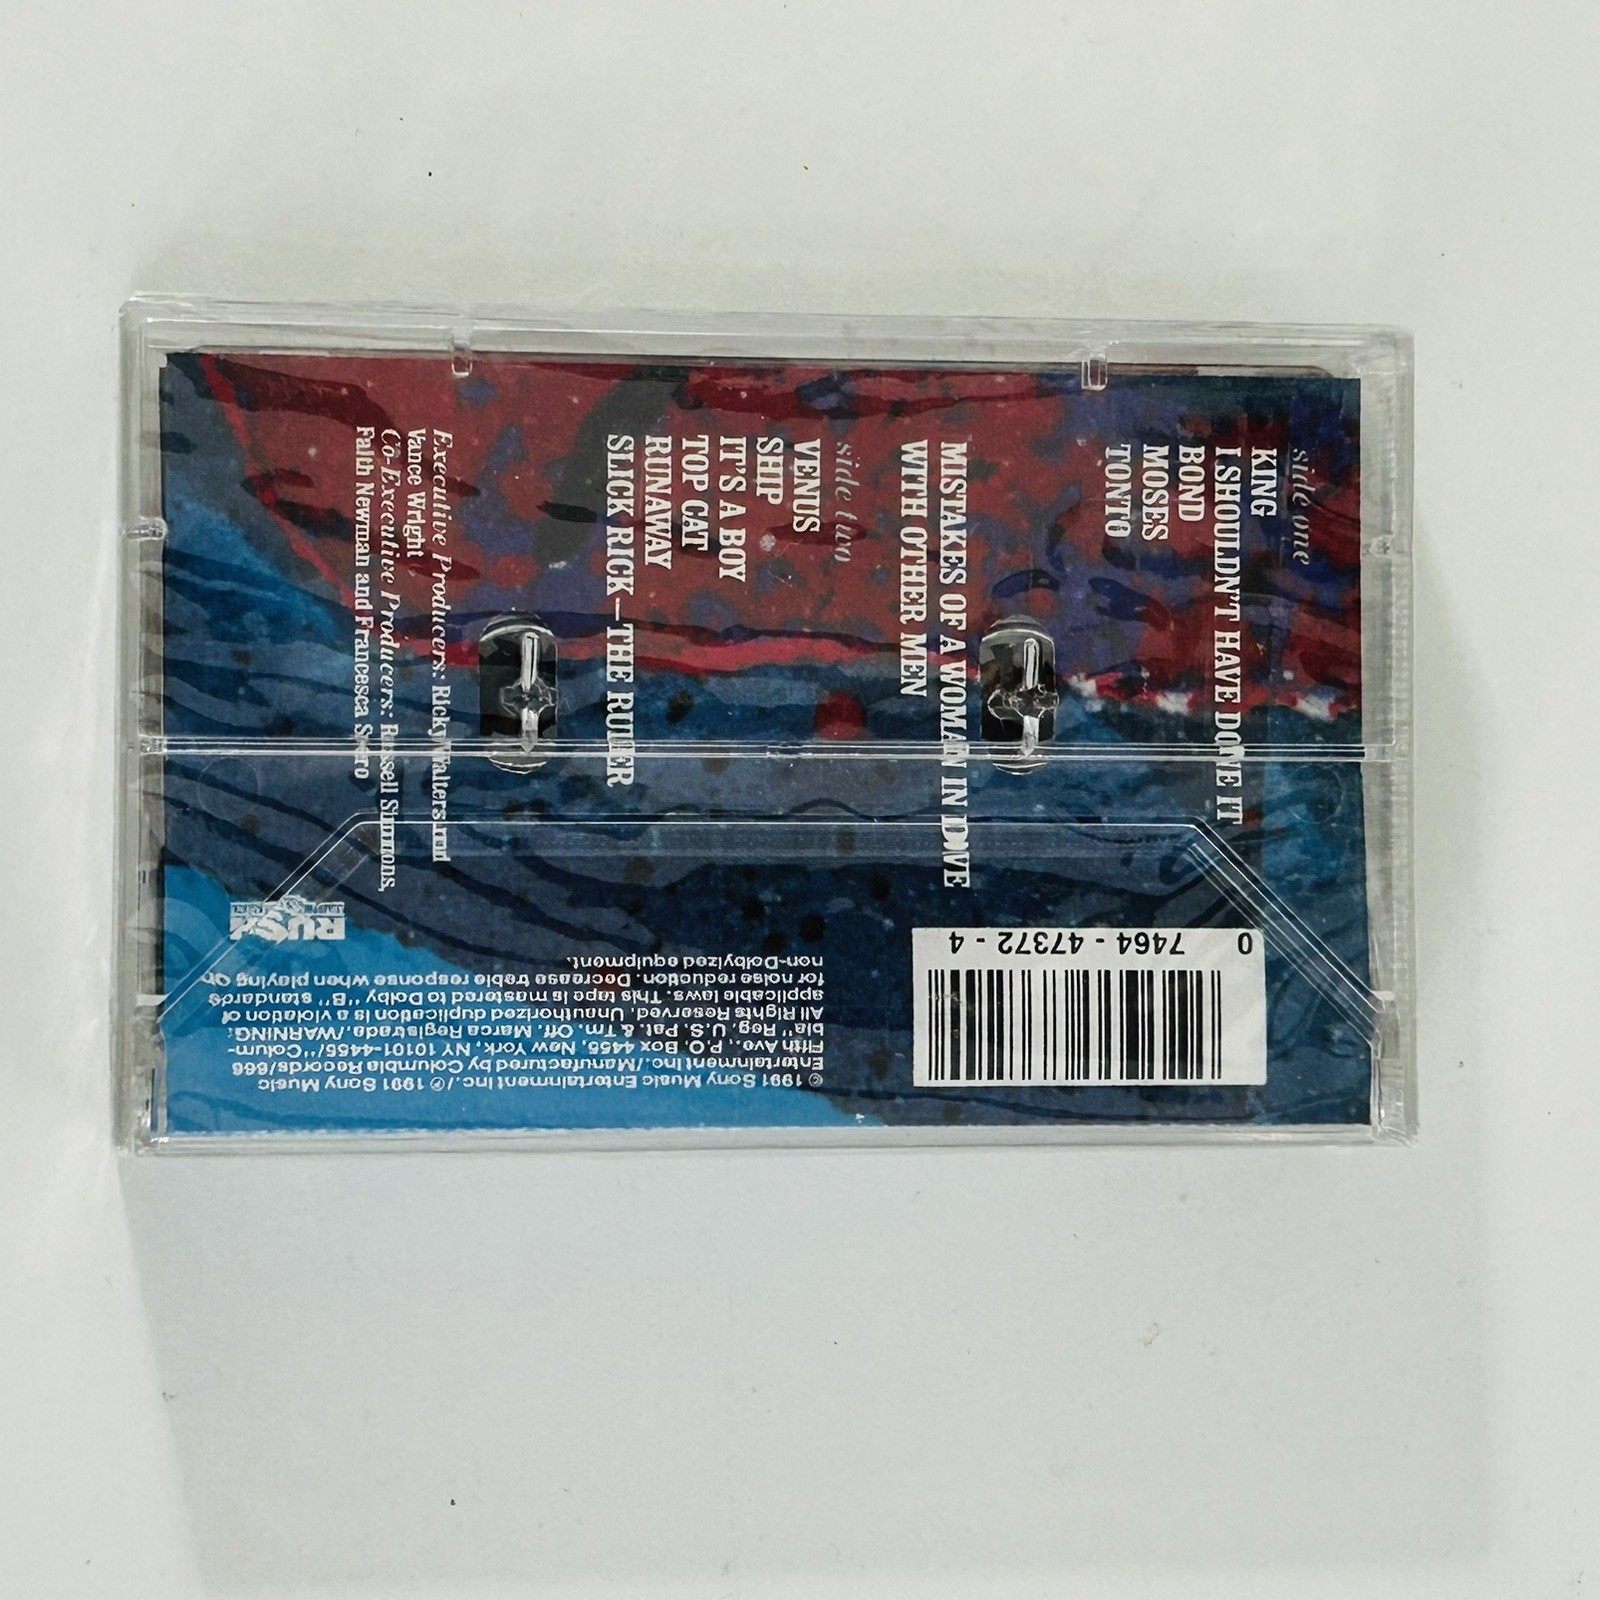 side one
KING
I SHOULDN'T HAVE DONE IT
BOND
MOSES
TONTO
MISTAKES OF A WOMAN IN LOVE
WITH OTHER MEN
side two
VENUS
SHIP
IT'S A BOY
TOP CAT
RUNAWAY
SLICK RICK—THE RULER
Executive Producers: Ricky Walters and
Vance Wright
Co-Executive Producers: Russell Simmons,
Faith Newman and Francesca Spero
0 7464-47372-4
© 1991 Sony Music Entertainment Inc./℗ 1991 Sony Music
Entertainment Inc./Manufactured by Columbia Records/666
Fifth Ave., P.O. Box 4455, New York, NY 10101-4455/"Colum-
bia" Reg. U.S. Pat. & Tm. Off. Marca Registrada./WARNING:
All Rights Reserved. Unauthorized duplication is a violation of
applicable laws. This tape is mastered to Dolby "B" standards
for noise reduction. Decrease treble response when playing on
non-Dolbyized equipment.
RUSH